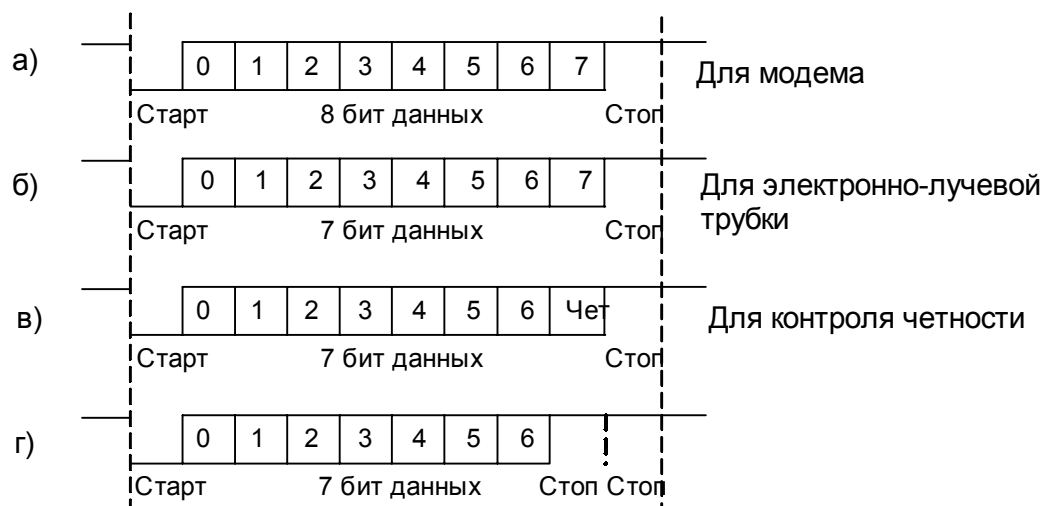 а) 0 1 2 3 4 5 6 7 Для модема
Старт 8 бит данных Стоп
б) 0 1 2 3 4 5 6 7 Для электронно-лучевой
трубки
Старт 7 бит данных Стоп
в) 0 1 2 3 4 5 6 Чет Для контроля четности
Старт 7 бит данных Стоп
г) 0 1 2 3 4 5 6
Старт 7 бит данных Стоп Стоп